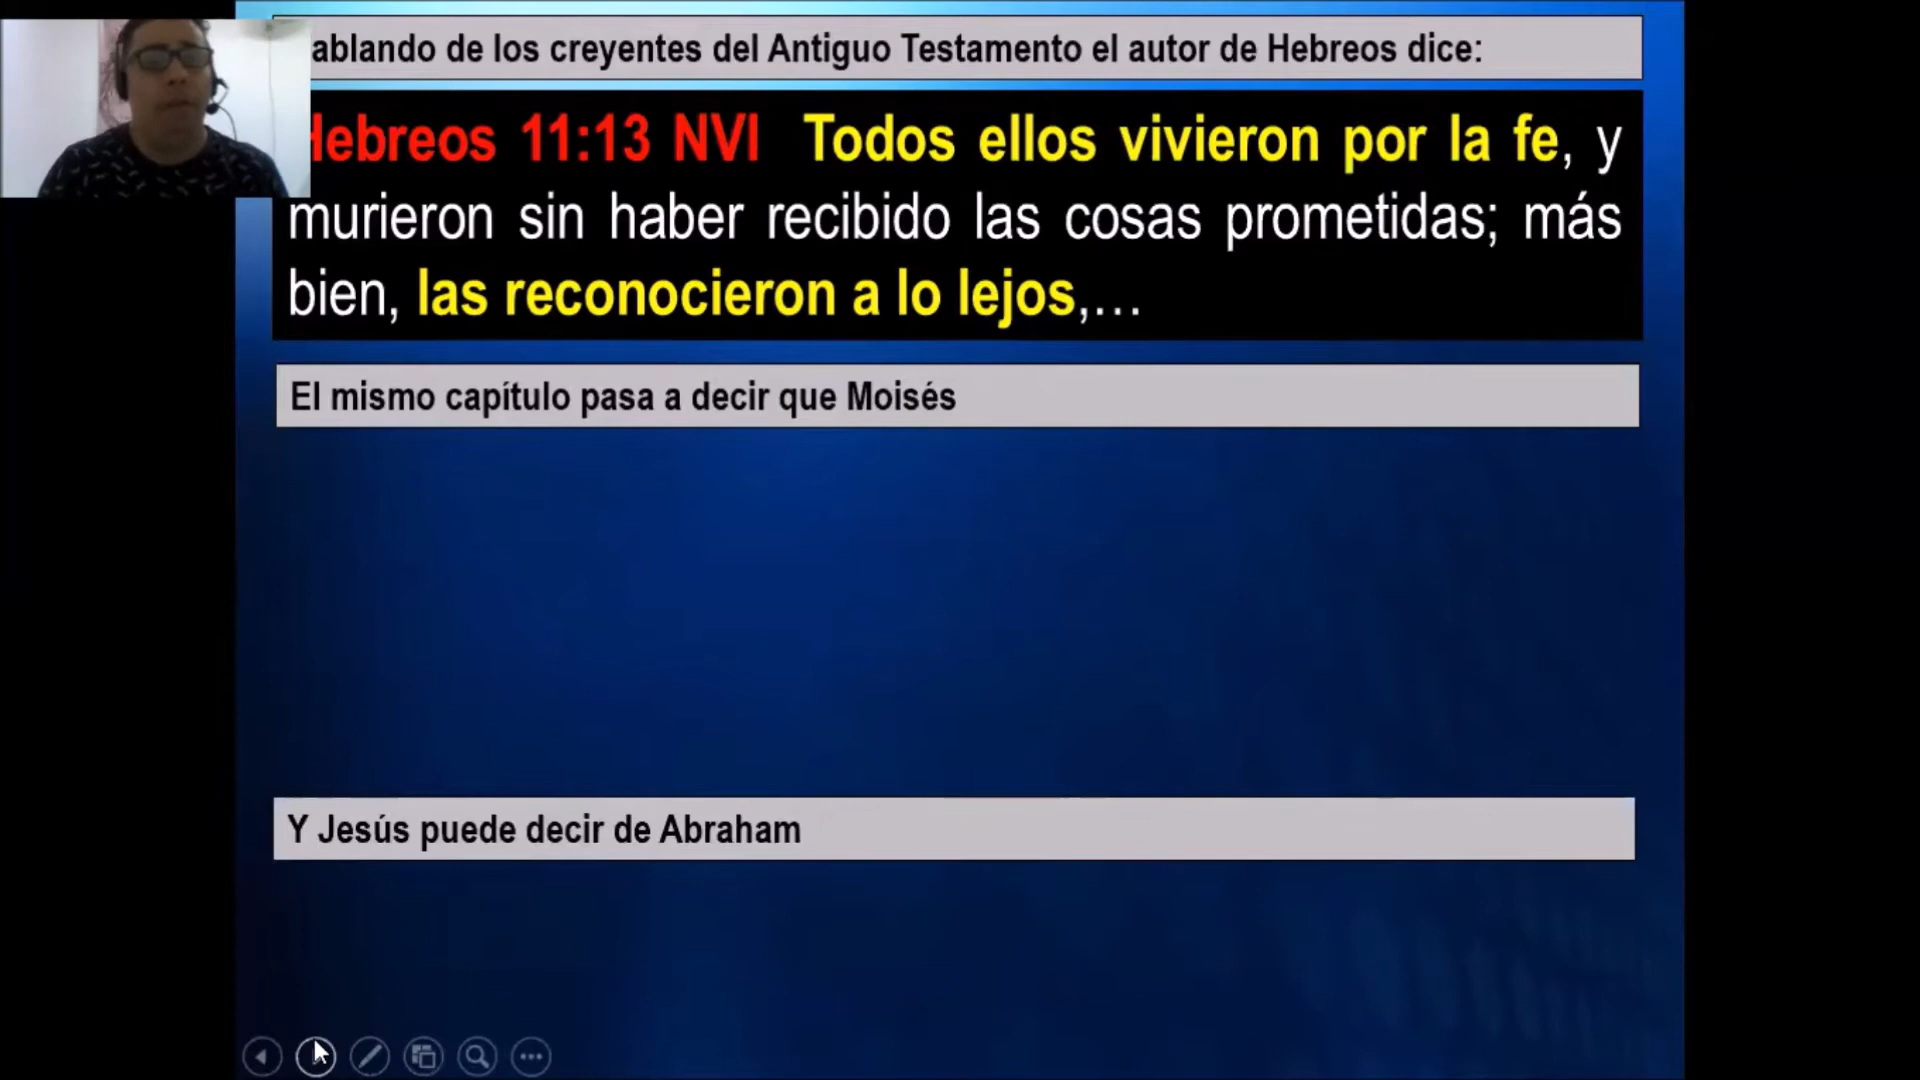 ablando de los creyentes del Antiguo Testamento el autor de Hebreos dice:
Hebreos 11:13 NVI Todos ellos vivieron por la fe, y
murieron sin haber recibido las cosas prometidas; más
bien, las reconocieron a lo lejos,...
El mismo capítulo pasa a decir que Moisés
Y Jesús puede decir de Abraham